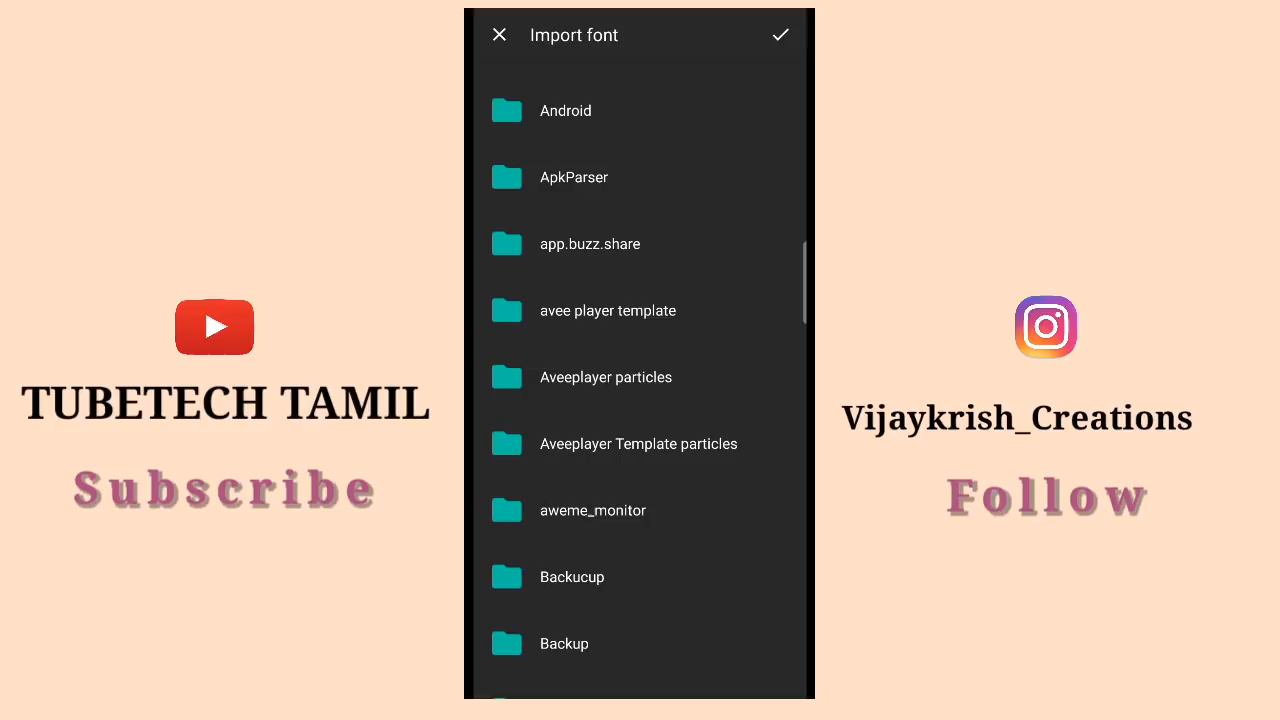 Import font
Android
ApkParser
app.buzz.share
avee player template
Aveeplayer particles
Aveeplayer Template particles
aweme_monitor
Backucup
Backup
TUBETECH TAMIL
Subscribe
Vijaykrish_Creations
Follow